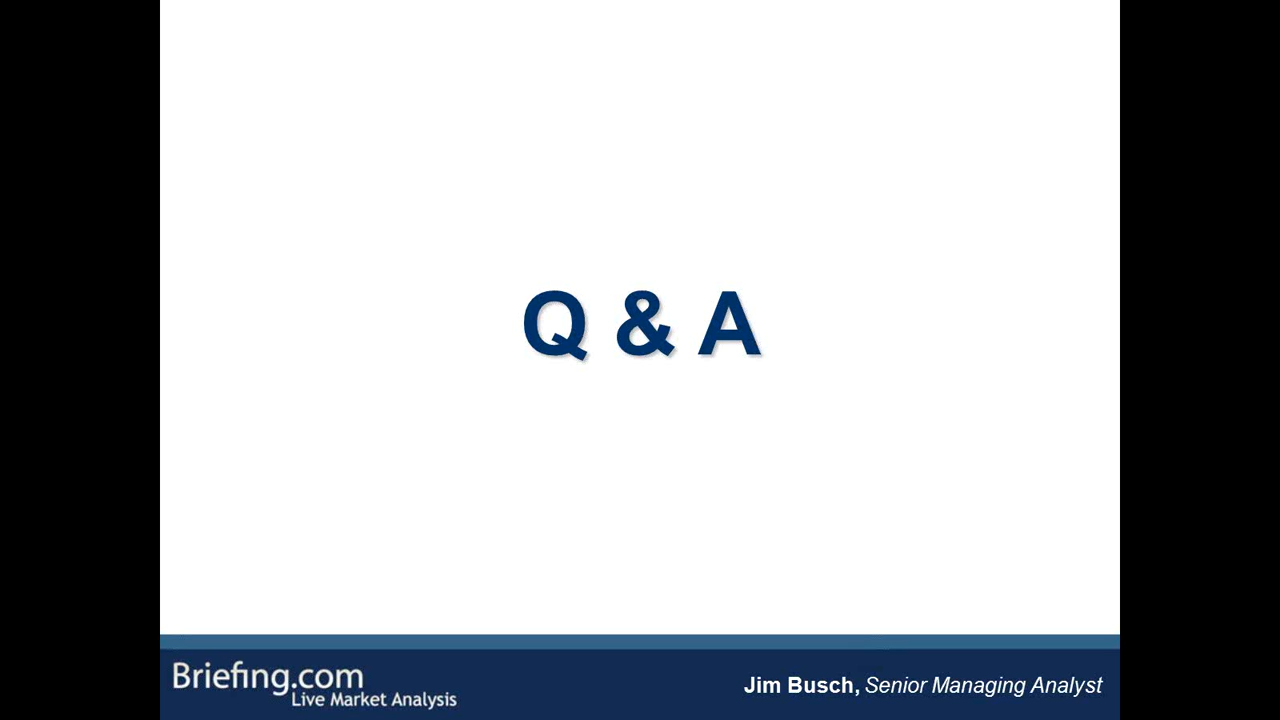 Q & A
Briefing.com
Live Market Analysis
Jim Busch, Senior Managing Analyst